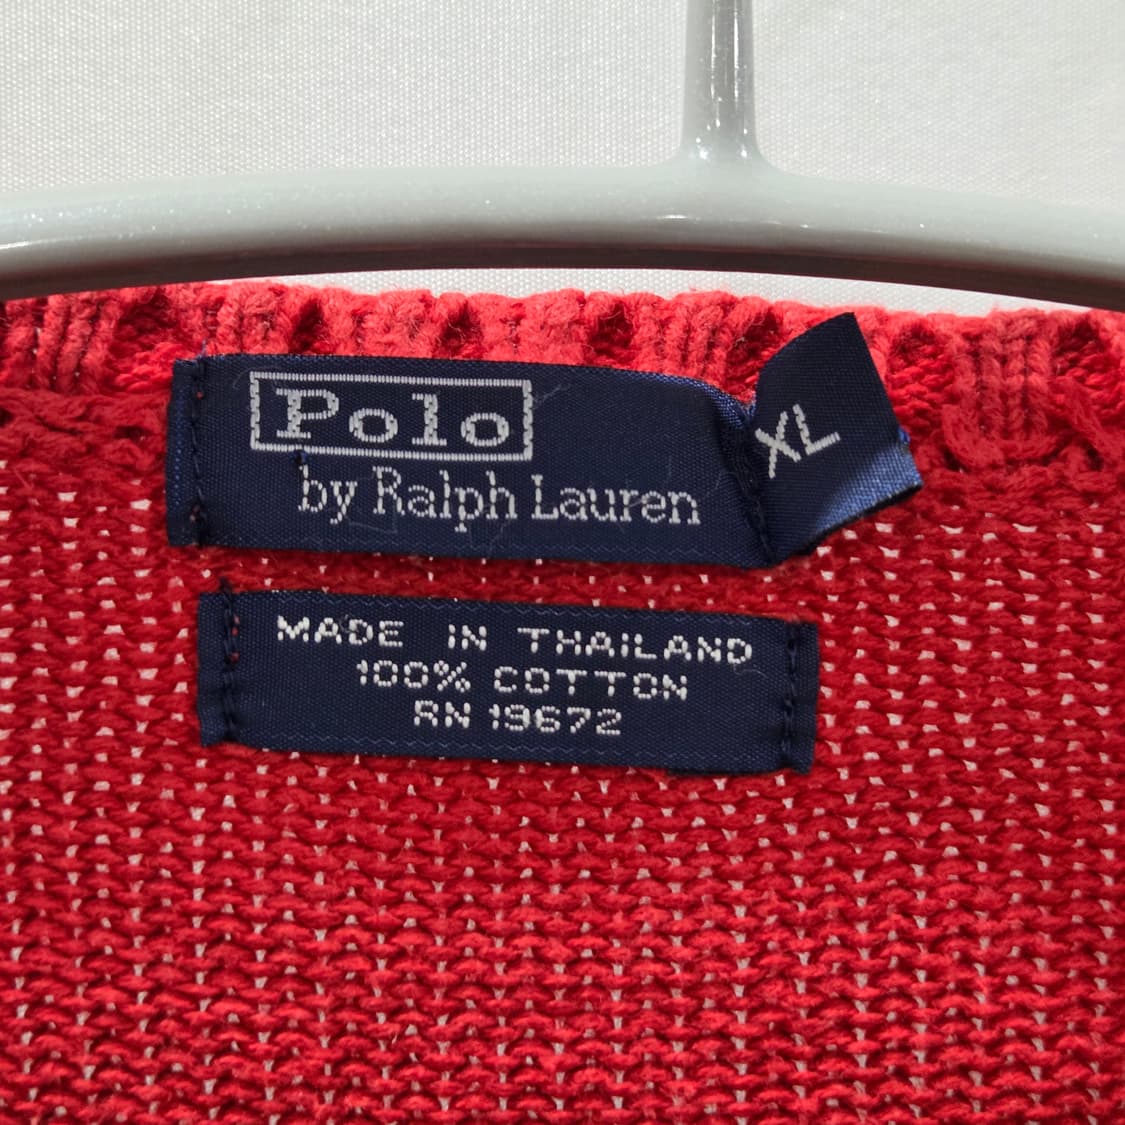 Polo
by Ralph Lauren
XL
MADE IN THAILAND
100% COTTON
RN 19672